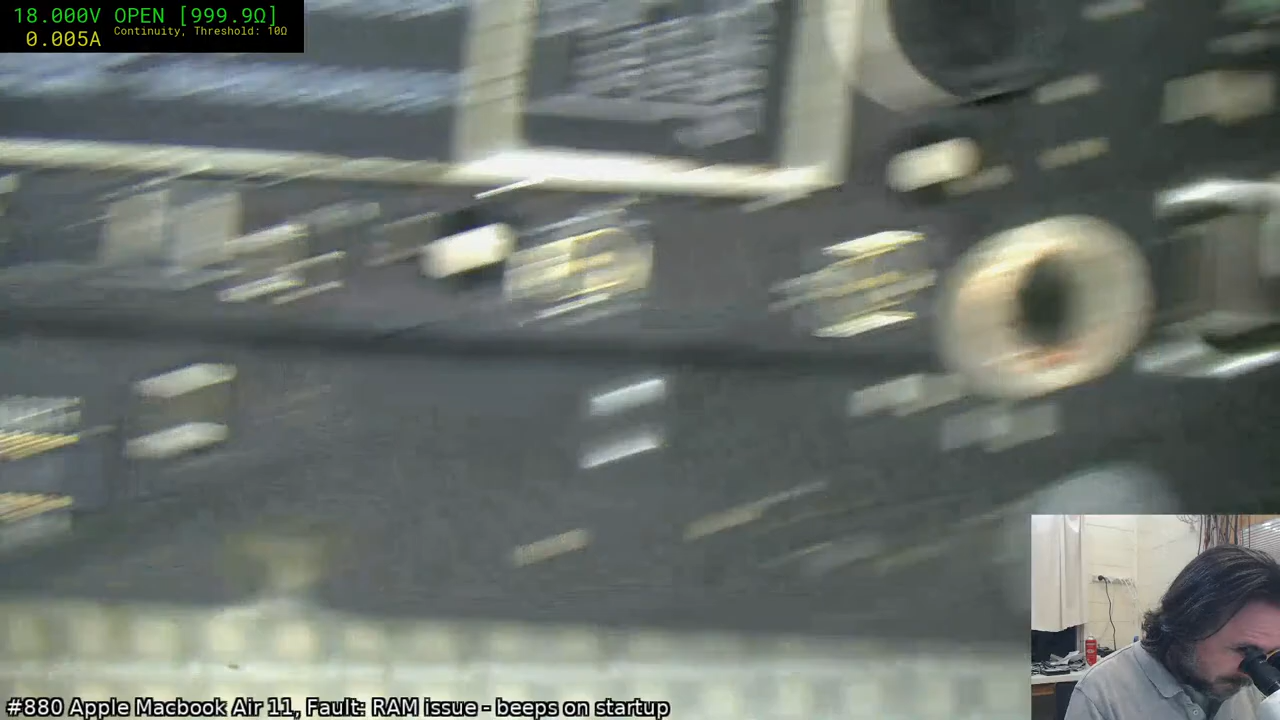 18.000V OPEN [999.9Ω]
0.005A Continuity, Threshold: 10Ω
#880 Apple Macbook Air 11, Fault: RAM issue - beeps on startup